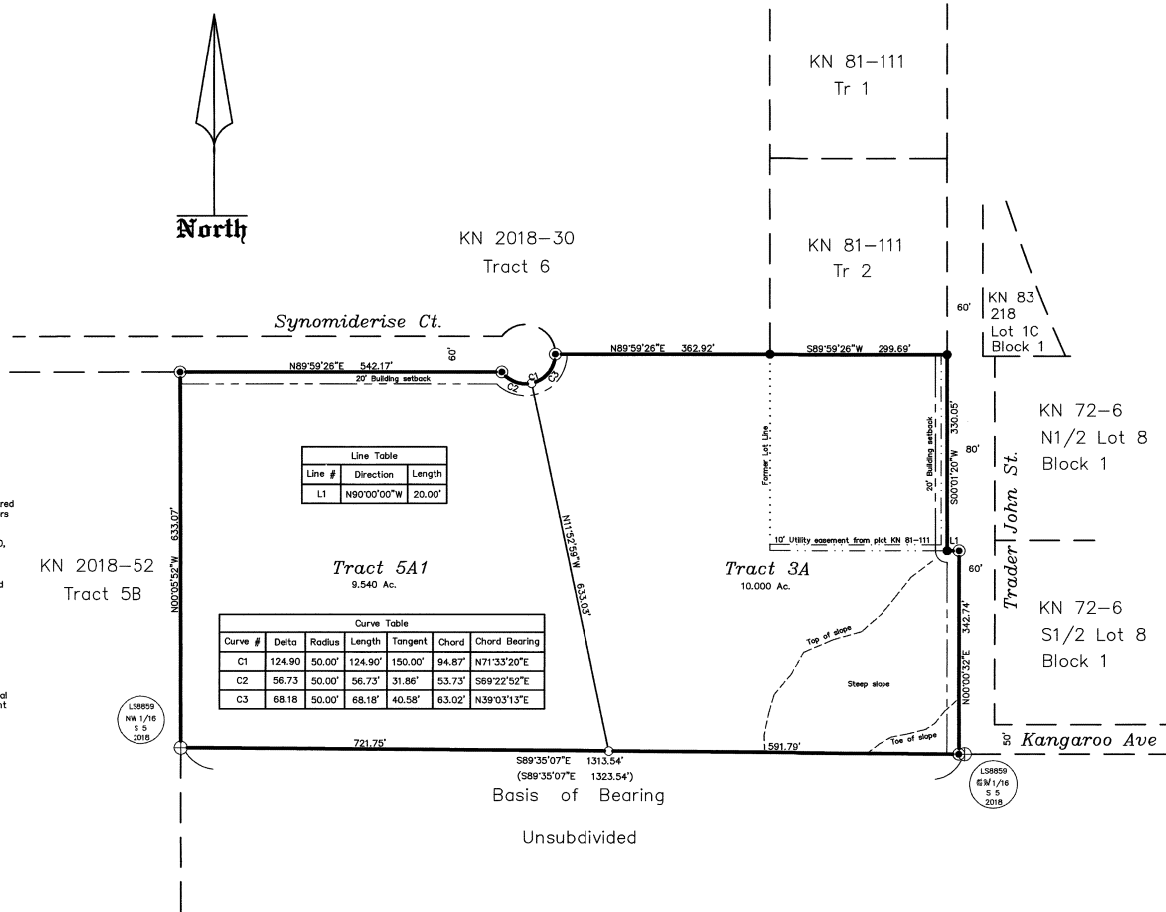 KN 81-111
Tr 1
North
KN 2018-30
Tract 6
KN 81-111
Tr 2
60'
KN 83
218
Lot 1C
Block 1
Synomiderise Ct.
60'
N89°59'26"E 362.92'
S89°59'26"W 299.69'
N89°59'26"E 542.17'
20' Building setback
C2
C1
C3
Former Lot Line
20' Building setback
S00°01'20"W 330.05'
80'
KN 72-6
N1/2 Lot 8
Block 1
Line Table
Line # Direction Length
L1 N90°00'00"W 20.00'
Trader John St.
N00°05'52"W 633.07'
N11°52'59"W 633.03'
10' Utility easement from plat KN 81-111
L1
60'
KN 2018-52
Tract 5B
Tract 5A1
9.540 Ac.
Tract 3A
10.000 Ac.
KN 72-6
S1/2 Lot 8
Block 1
Curve Table
Curve # Delta Radius Length Tangent Chord Chord Bearing
C1 124.90 50.00' 124.90' 150.00' 94.87' N71°33'20"E
C2 56.73 50.00' 56.73' 31.86' 53.73' S69°22'52"E
C3 68.18 50.00' 68.18' 40.58' 63.02' N39°03'13"E
Top of slope
Steep slope
Toe of slope
N00°00'32"E 342.74'
LS8859
NW 1/16
S 5
2018
721.75'
591.79'
50'
Kangaroo Ave
S89°35'07"E 1313.54'
(S89°35'07"E 1323.54')
Basis of Bearing
Unsubdivided
LS8859
1/16
S 5
2018